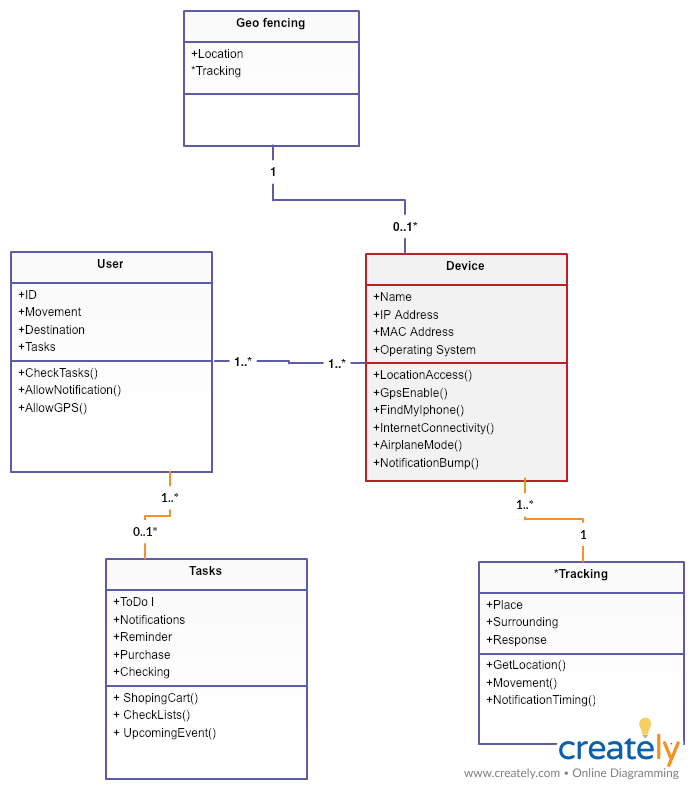 Geo fencing
+Location
*Tracking
1
0..1*
User
+ID
+Movement
+Destination
+Tasks
+CheckTasks()
+AllowNotification()
+AllowGPS()
1..*
1..*
Device
+Name
+IP Address
+MAC Address
+Operating System
+LocationAccess()
+GpsEnable()
+FindMyIphone()
+InternetConnectivity()
+AirplaneMode()
+NotificationBump()
1..*
0..1*
1..*
1
Tasks
+ToDo l
+Notifications
+Reminder
+Purchase
+Checking
+ ShopingCart()
+ CheckLists()
+ UpcomingEvent()
*Tracking
+Place
+Surrounding
+Response
+GetLocation()
+Movement()
+NotificationTiming()
creately
www.creately.com • Online Diagramming